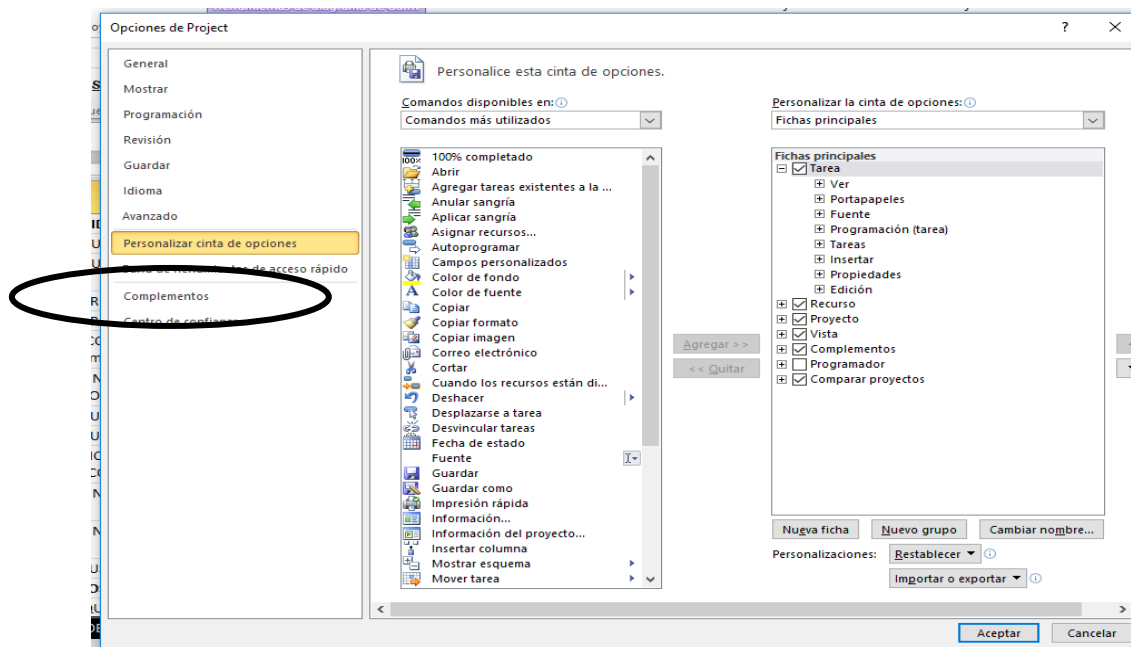 Opciones de Project
?
General
Mostrar
Programación
Revisión
Guardar
Idioma
Avanzado
Personalizar cinta de opciones
de acceso rápido
Complementos
Centro de confianza
Personalice esta cinta de opciones.
Comandos disponibles en:
Comandos más utilizados
100% completado
Abrir
Agregar tareas existentes a la ...
Anular sangría
Aplicar sangría
Asignar recursos...
Autoprogramar
Campos personalizados
Color de fondo
Color de fuente
Copiar
Copiar formato
Copiar imagen
Correo electrónico
Cortar
Cuando los recursos están di...
Deshacer
Desplazarse a tarea
Desvincular tareas
Fecha de estado
Fuente
Guardar
Guardar como
Impresión rápida
Información...
Información del proyecto...
Insertar columna
Mostrar esquema
Mover tarea
Agregar >>
<< Quitar
Personalizar la cinta de opciones:
Fichas principales
Fichas principales
Tarea
Ver
Portapapeles
Fuente
Programación (tarea)
Tareas
Insertar
Propiedades
Edición
Recurso
Proyecto
Vista
Complementos
Programador
Comparar proyectos
Nueva ficha
Nuevo grupo
Cambiar nombre...
Personalizaciones:
Restablecer
Importar o exportar
Aceptar
Cancelar